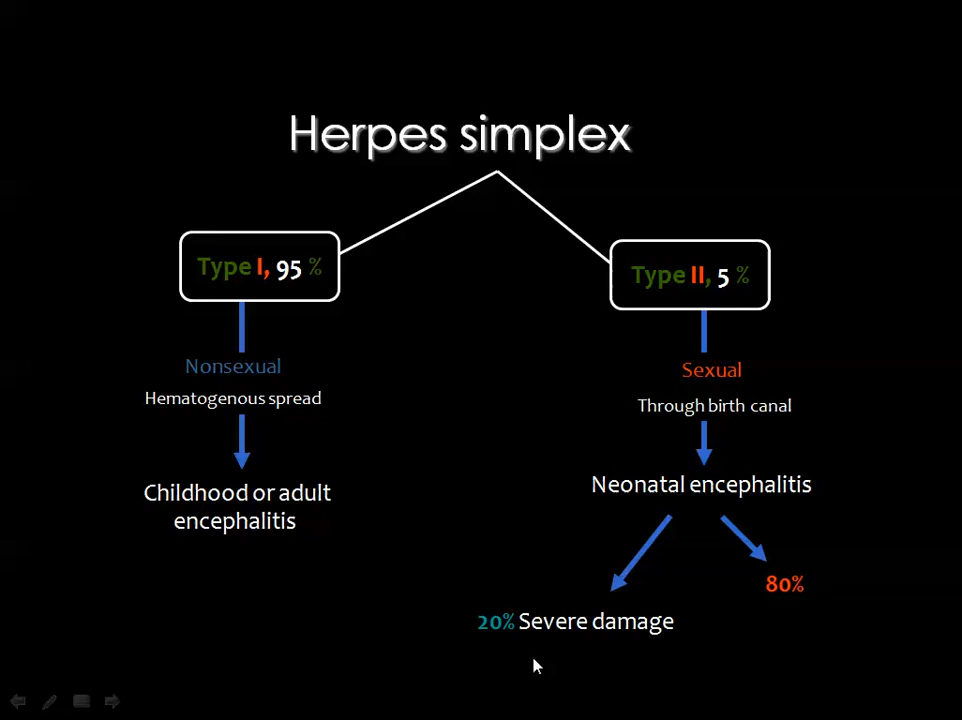 Herpes simplex
Type I, 95 %
Type II, 5 %
Nonsexual
Hematogenous spread
Sexual
Through birth canal
Childhood or adult
encephalitis
Neonatal encephalitis
80%
20% Severe damage